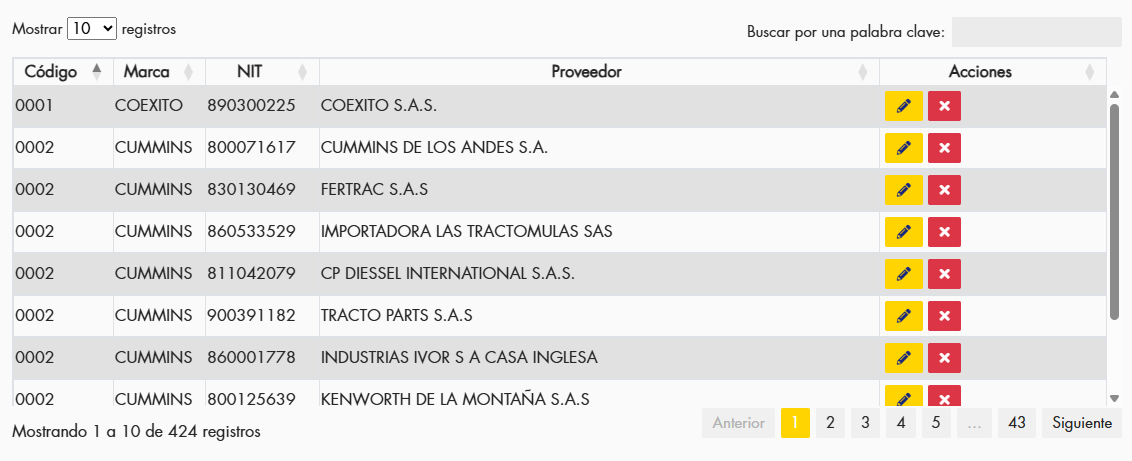 Mostrar 10 registros
Buscar por una palabra clave:
Código Marca NIT Proveedor Acciones
0001 COEXITO 890300225 COEXITO S.A.S.
0002 CUMMINS 800071617 CUMMINS DE LOS ANDES S.A.
0002 CUMMINS 830130469 FERTRAC S.A.S
0002 CUMMINS 860533529 IMPORTADORA LAS TRACTOMULAS SAS
0002 CUMMINS 811042079 CP DIESSEL INTERNATIONAL S.A.S.
0002 CUMMINS 900391182 TRACTO PARTS S.A.S
0002 CUMMINS 860001778 INDUSTRIAS IVOR S A CASA INGLESA
0002 CUMMINS 800125639 KENWORTH DE LA MONTAÑA S.A.S
Mostrando 1 a 10 de 424 registros
Anterior 1 2 3 4 5 … 43 Siguiente